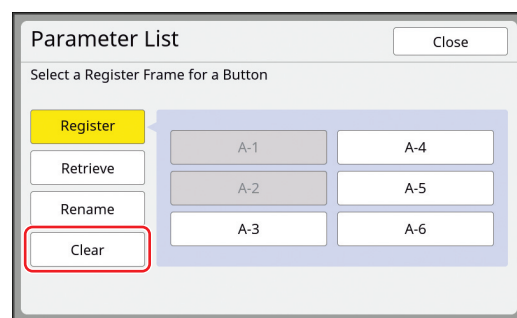 Parameter List
Close
Select a Register Frame for a Button
Register
Retrieve
Rename
Clear
A-1
A-4
A-2
A-5
A-3
A-6